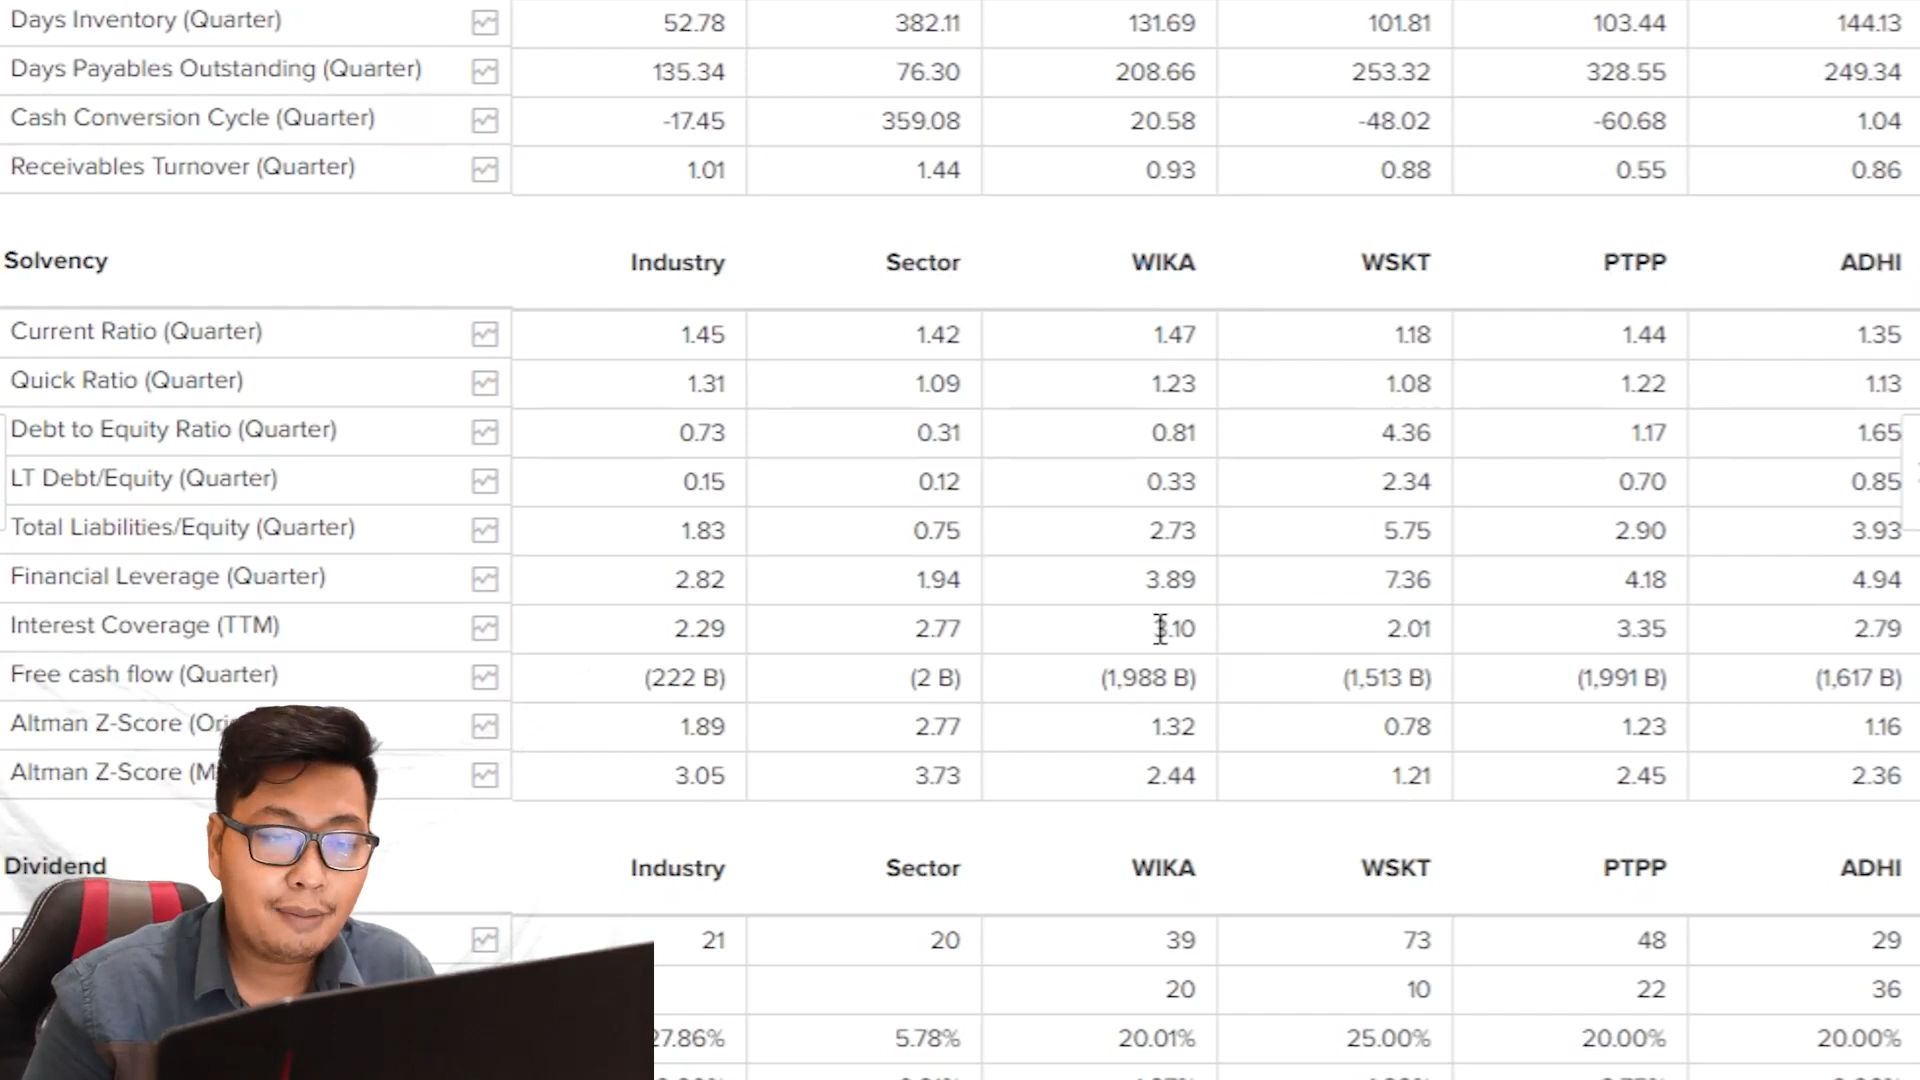 Days Inventory (Quarter) 52.78 382.11 131.69 101.81 103.44 144.13
Days Payables Outstanding (Quarter) 135.34 76.30 208.66 253.32 328.55 249.34
Cash Conversion Cycle (Quarter) -17.45 359.08 20.58 -48.02 -60.68 1.04
Receivables Turnover (Quarter) 1.01 1.44 0.93 0.88 0.55 0.86
Solvency Industry Sector WIKA WSKT PTPP ADHI
Current Ratio (Quarter) 1.45 1.42 1.47 1.18 1.44 1.35
Quick Ratio (Quarter) 1.31 1.09 1.23 1.08 1.22 1.13
Debt to Equity Ratio (Quarter) 0.73 0.31 0.81 4.36 1.17 1.65
LT Debt/Equity (Quarter) 0.15 0.12 0.33 2.34 0.70 0.85
Total Liabilities/Equity (Quarter) 1.83 0.75 2.73 5.75 2.90 3.93
Financial Leverage (Quarter) 2.82 1.94 3.89 7.36 4.18 4.94
Interest Coverage (TTM) 2.29 2.77 3.10 2.01 3.35 2.79
Free cash flow (Quarter) (222 B) (2 B) (1,988 B) (1,513 B) (1,991 B) (1,617 B)
Altman Z-Score 1.89 2.77 1.32 0.78 1.23 1.16
Altman Z-Score 3.05 3.73 2.44 1.21 2.45 2.36
Dividend Industry Sector WIKA WSKT PTPP ADHI
21 20 39 73 48 29
20 10 22 36
27.86% 5.78% 20.01% 25.00% 20.00% 20.00%